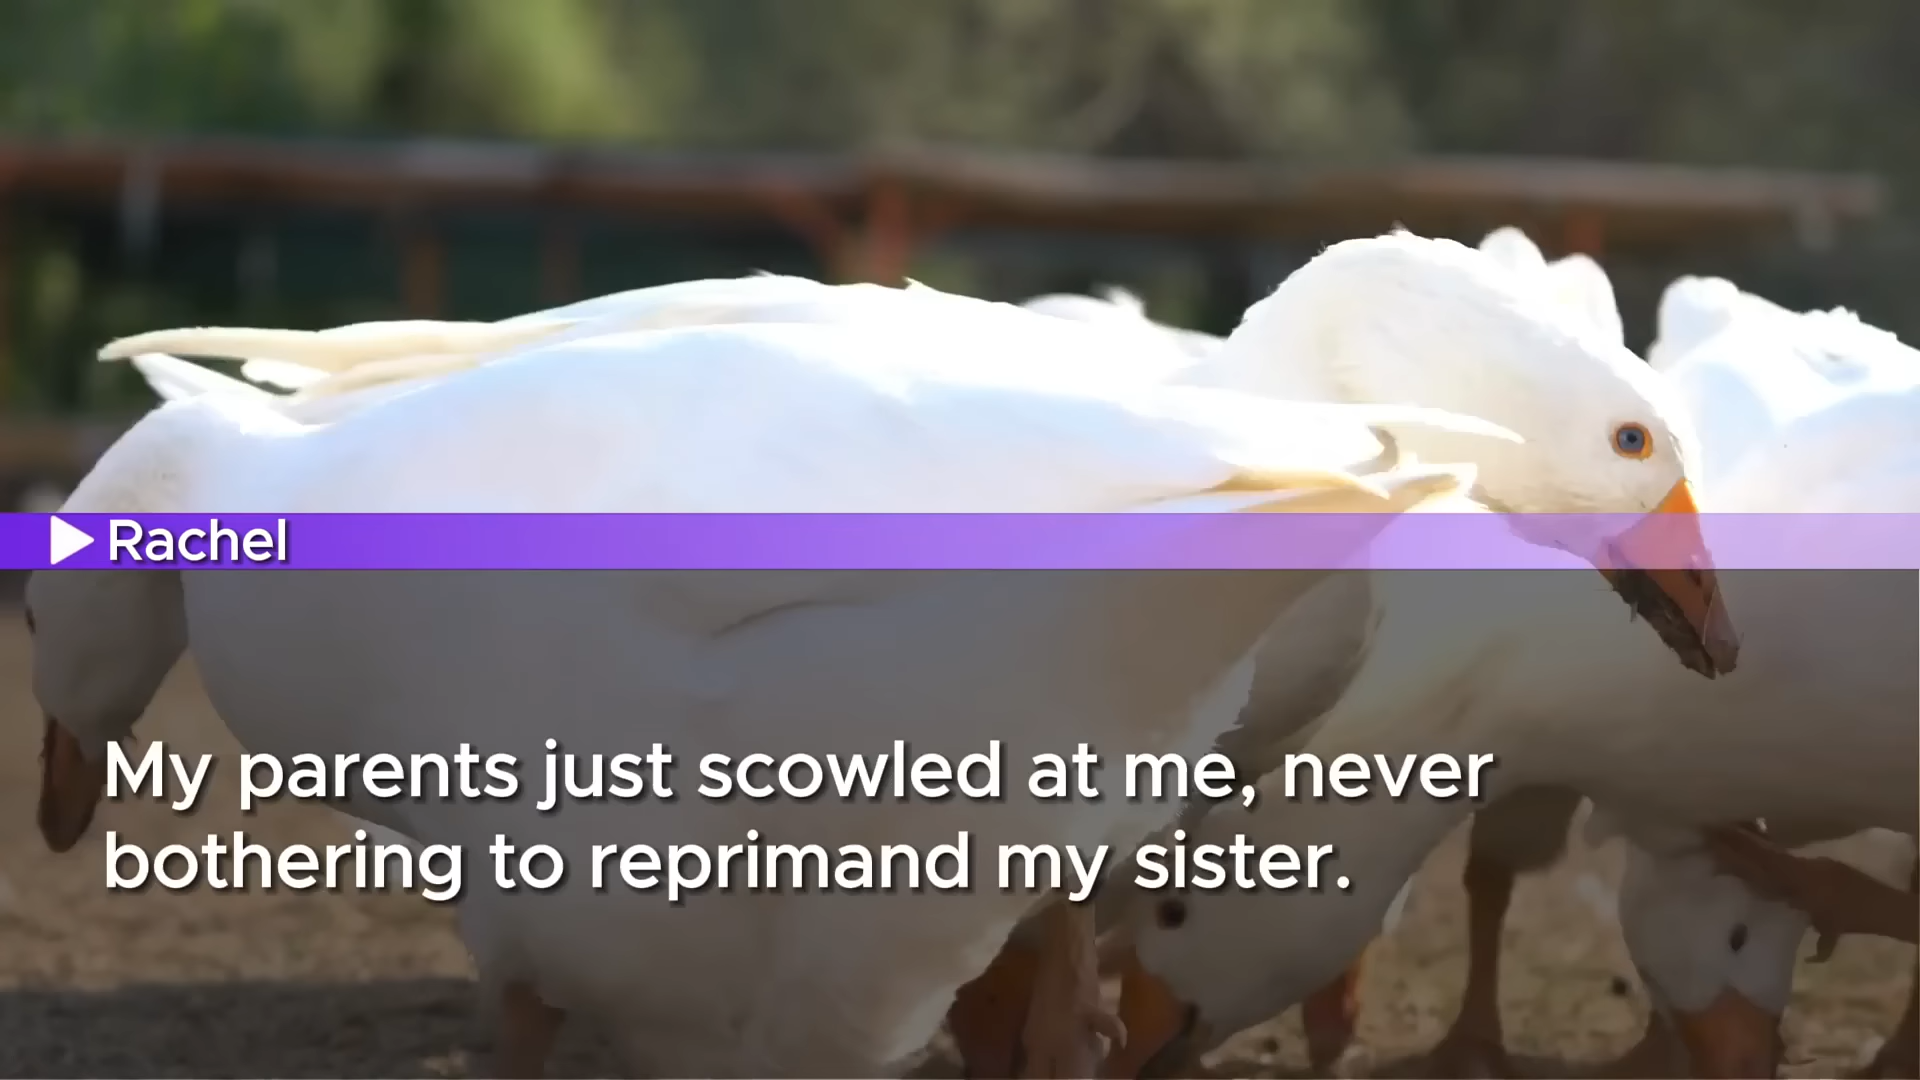 Rachel
My parents just scowled at me, never
bothering to reprimand my sister.